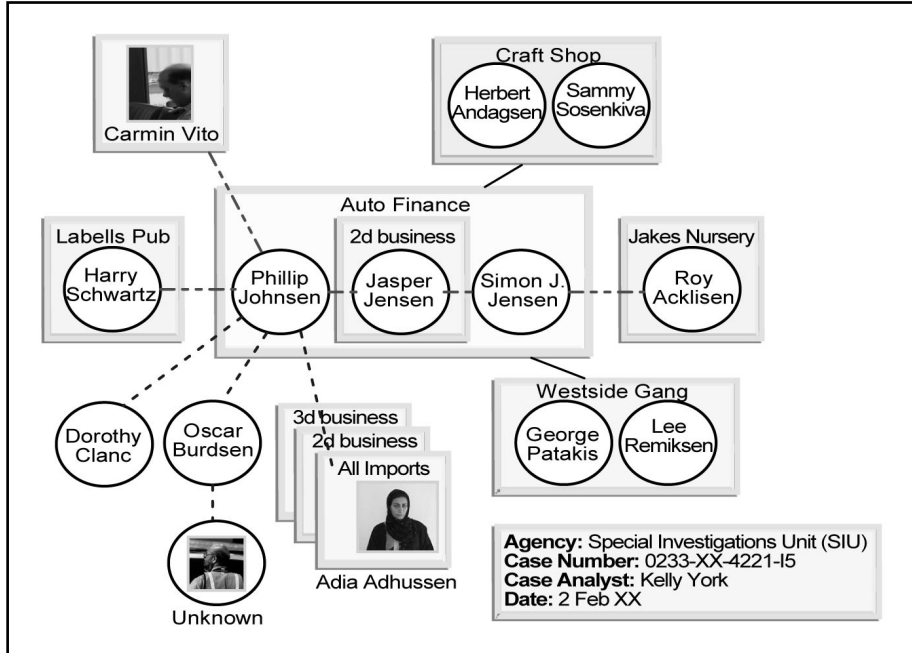 Carmin Vito
Craft Shop
Herbert
Andagsen
Sammy
Sosenkiva
Auto Finance
Labells Pub
Harry
Schwartz
Phillip
Johnsen
2d business
Jasper
Jensen
Simon J.
Jensen
Jakes Nursery
Roy
Acklisen
Dorothy
Clanc
Oscar
Burdsen
3d business
2d business
All Imports
Adia Adhussen
Unknown
Westside Gang
George
Patakis
Lee
Remiksen
Agency: Special Investigations Unit (SIU)
Case Number: 0233-XX-4221-I5
Case Analyst: Kelly York
Date: 2 Feb XX